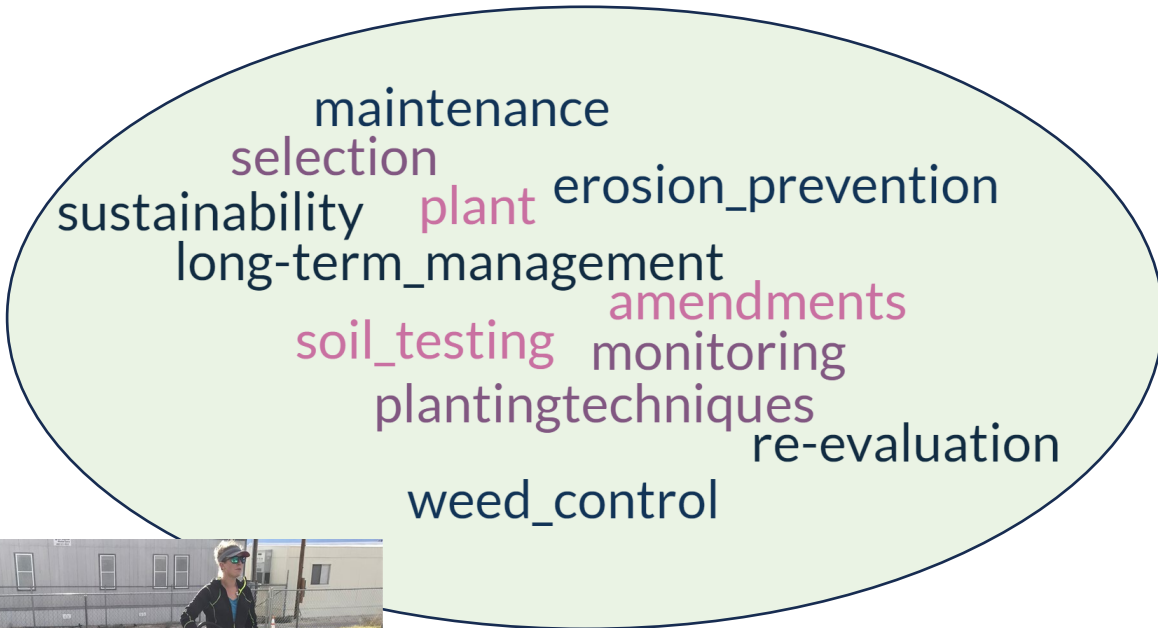 maintenance
selection
erosion_prevention
sustainability
plant
long-term_management
amendments
soil_testing
monitoring
plantingtechniques
re-evaluation
weed_control